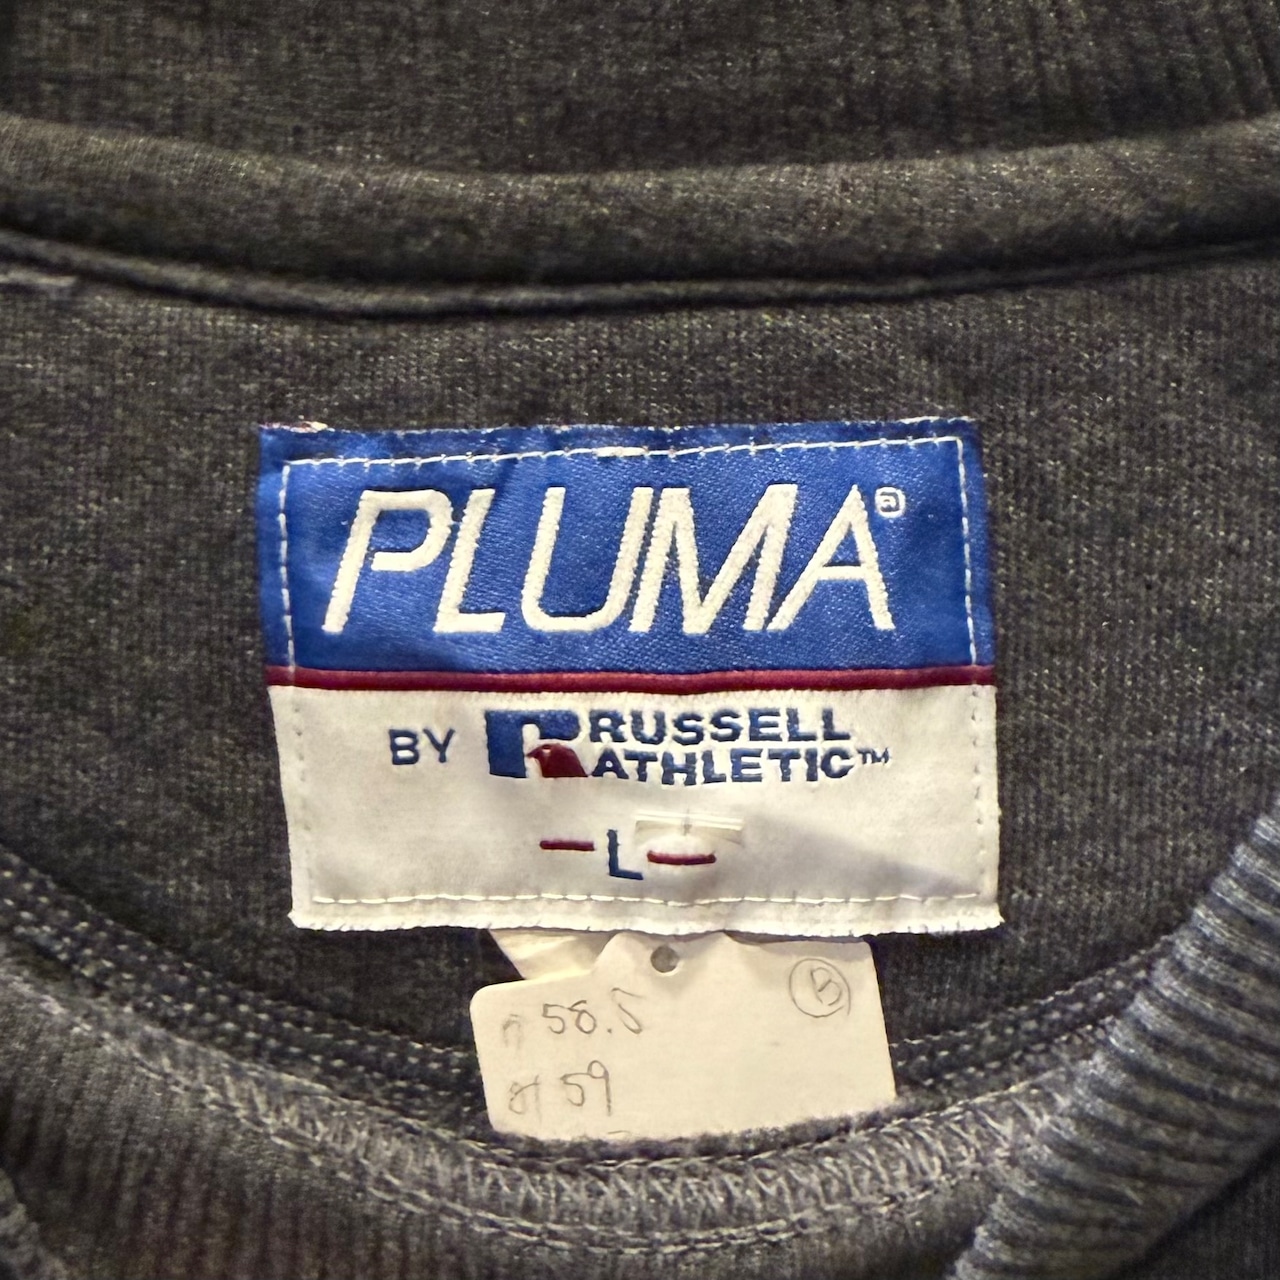 PLUMA®
BY RUSSELL
ATHLETIC™
- L -
B
58.5
59